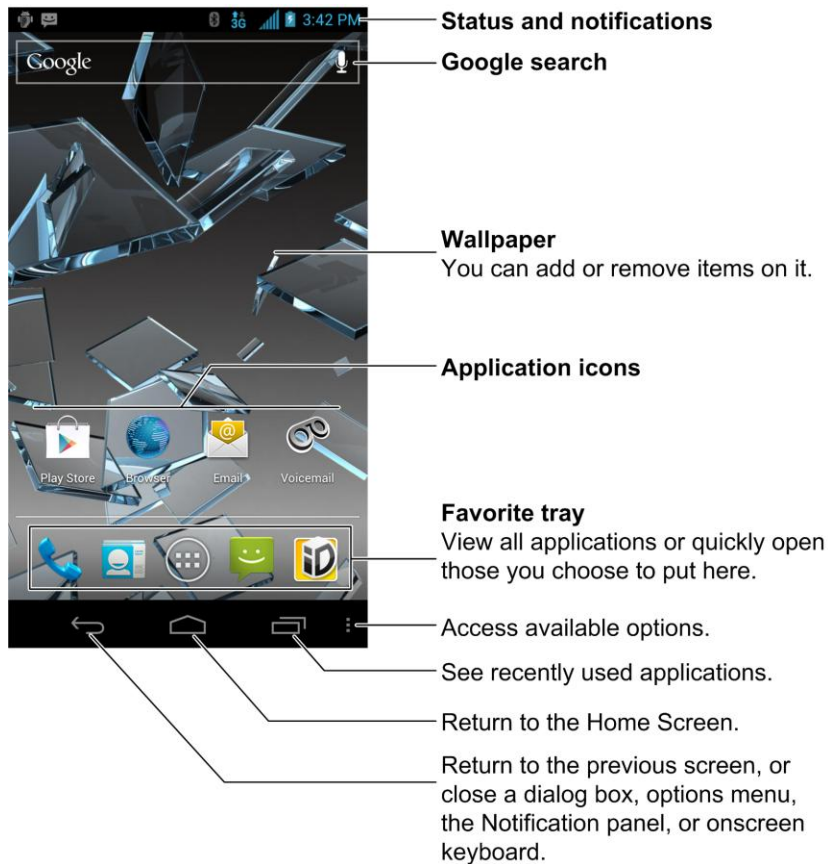 3G 3:42 PM
Status and notifications
Google
Google search
Wallpaper
You can add or remove items on it.
Application icons
@
Play Store Browser Email Voicemail
Favorite tray
View all applications or quickly open
those you choose to put here.
iD
Access available options.
See recently used applications.
Return to the Home Screen.
Return to the previous screen, or
close a dialog box, options menu,
the Notification panel, or onscreen
keyboard.